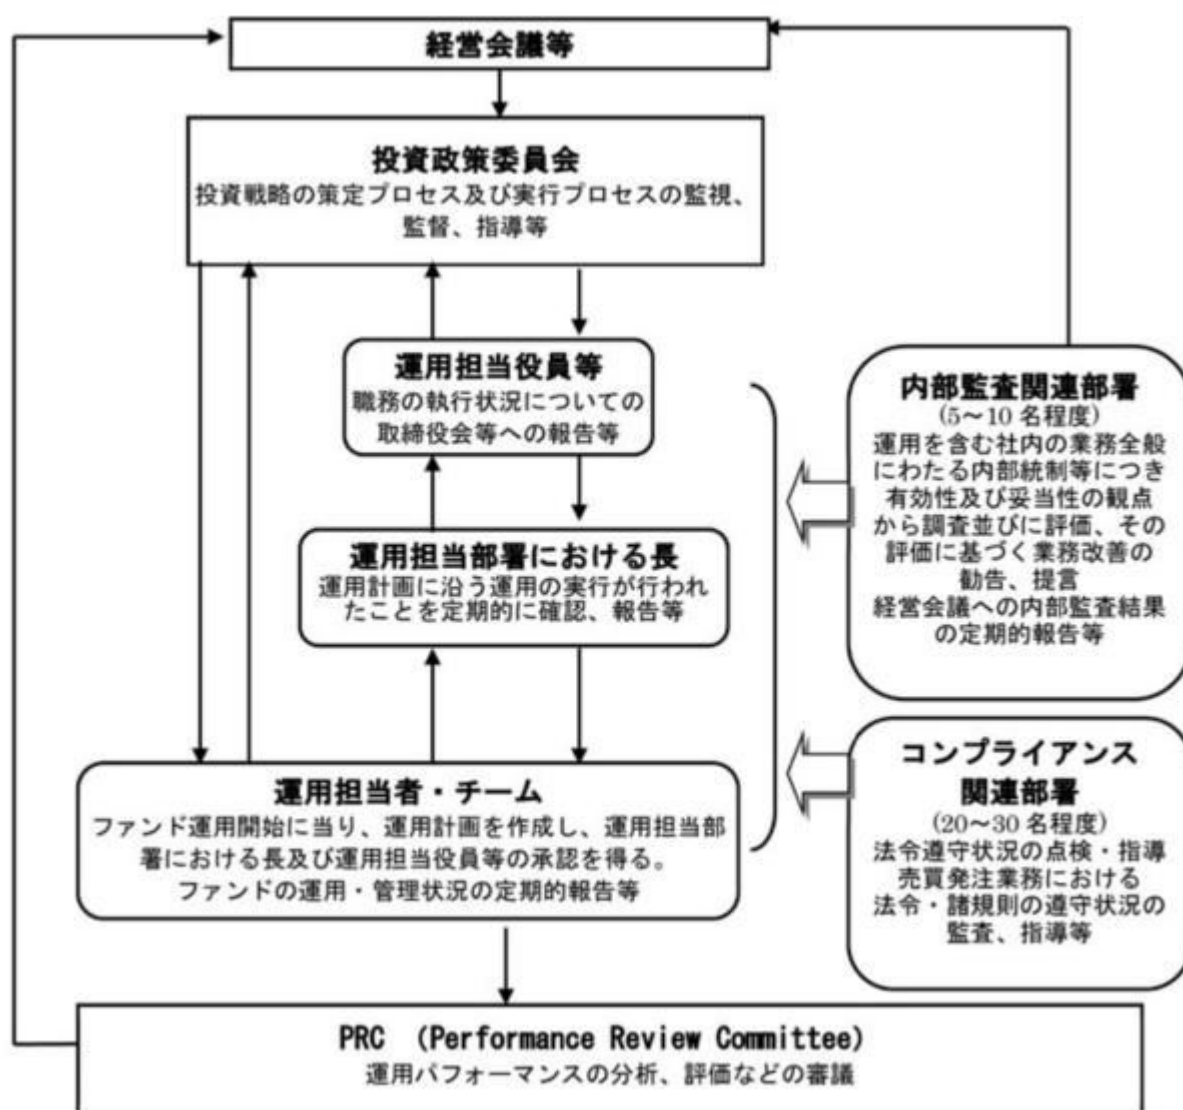 経営会議等
投資政策委員会
投資戦略の策定プロセス及び実行プロセスの監視、
監督、指導等
運用担当役員等
職務の執行状況についての
取締役会等への報告等
運用担当部署における長
運用計画に沿う運用の実行が行われ
たことを定期的に確認、報告等
運用担当者・チーム
ファンド運用開始に当り、運用計画を作成し、運用担当部
署における長及び運用担当役員等の承認を得る。
ファンドの運用・管理状況の定期的報告等
内部監査関連部署
(5～10 名程度)
運用を含む社内の業務全般
にわたる内部統制等につき
有効性及び妥当性の観点
から調査並びに評価、その
評価に基づく業務改善の
勧告、提言
経営会議への内部監査結果
の定期的報告等
コンプライアンス
関連部署
(20～30 名程度)
法令遵守状況の点検・指導
売買発注業務における
法令・諸規則の遵守状況の
監査、指導等
PRC (Performance Review Committee)
運用パフォーマンスの分析、評価などの審議